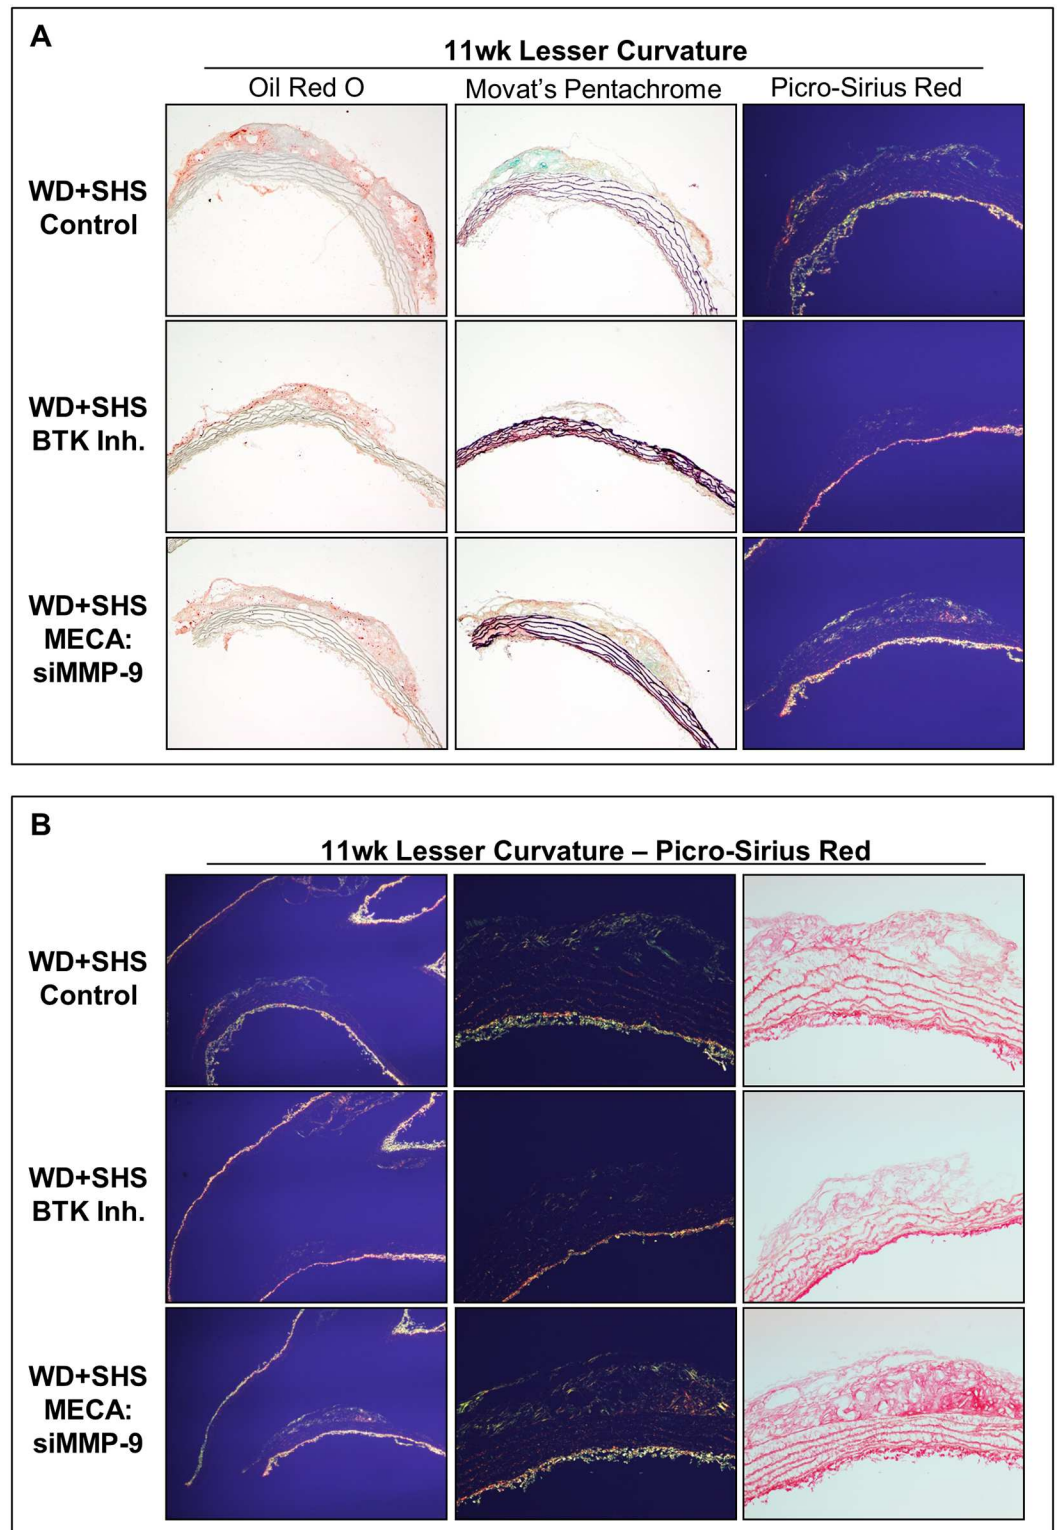 A
11wk Lesser Curvature
Oil Red O
Movat's Pentachrome
Picro-Sirius Red
WD+SHS
Control
WD+SHS
BTK Inh.
WD+SHS
MECA:
siMMP-9
B
11wk Lesser Curvature – Picro-Sirius Red
WD+SHS
Control
WD+SHS
BTK Inh.
WD+SHS
MECA:
siMMP-9